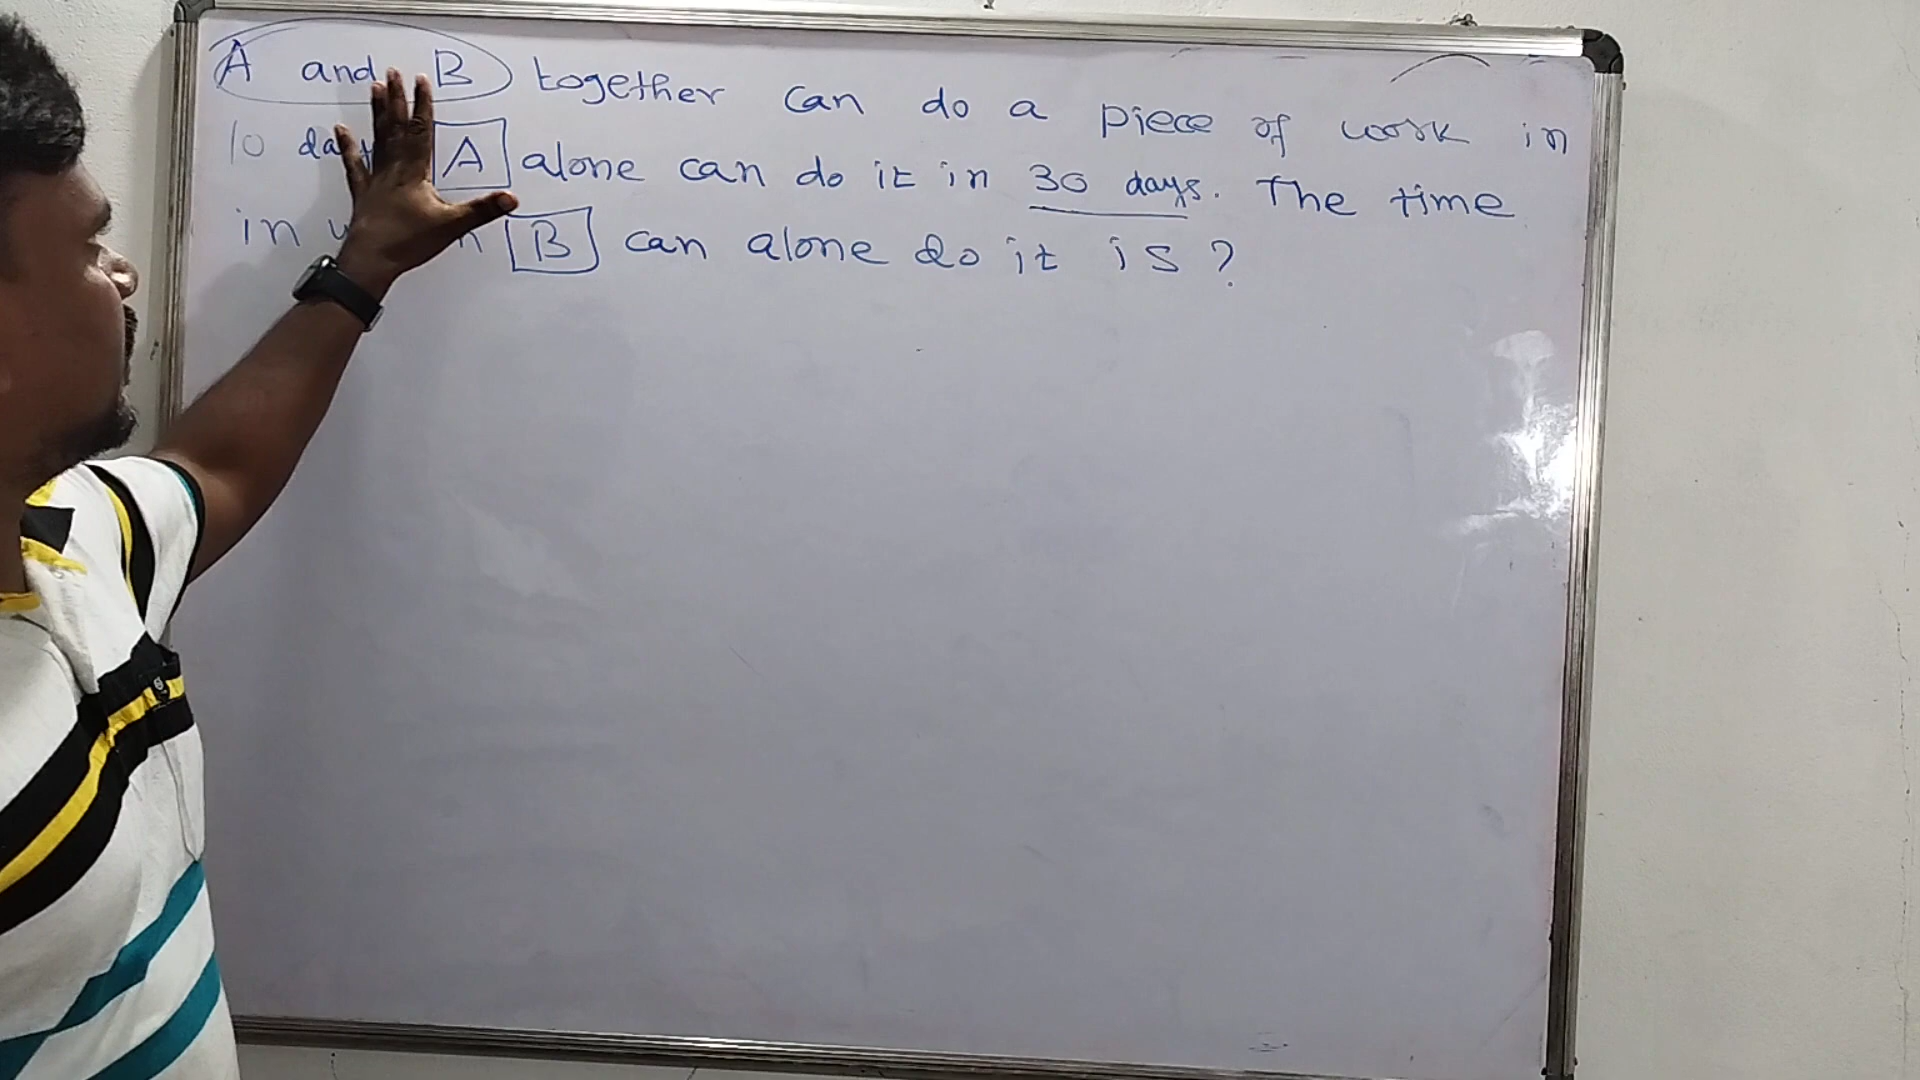 A and B together can do a piece of work in
10 A alone can do it in 30 days. The time
in B can alone do it is ?